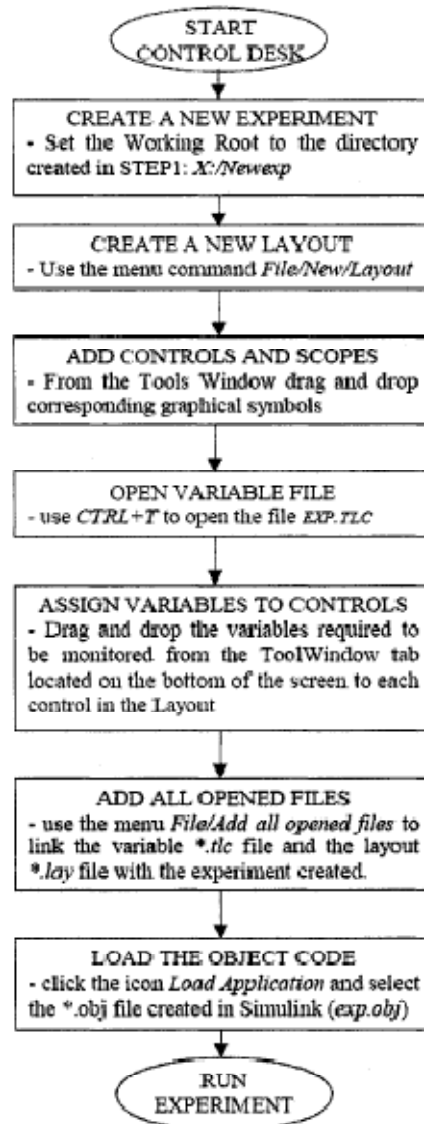 START
CONTROL DESK
CREATE A NEW EXPERIMENT
- Set the Working Root to the directory
created in STEP1: X:/Newexp
CREATE A NEW LAYOUT
- Use the menu command File/New/Layout
ADD CONTROLS AND SCOPES
- From the Tools Window drag and drop
corresponding graphical symbols
OPEN VARIABLE FILE
- use CTRL+T to open the file EXP.TLC
ASSIGN VARIABLES TO CONTROLS
- Drag and drop the variables required to
be monitored from the ToolWindow tab
located on the bottom of the screen to each
control in the Layout
ADD ALL OPENED FILES
- use the menu File/Add all opened files to
link the variable *.tlc file and the layout
*.lay file with the experiment created.
LOAD THE OBJECT CODE
- click the icon Load Application and select
the *.obj file created in Simulink (exp.obj)
RUN
EXPERIMENT